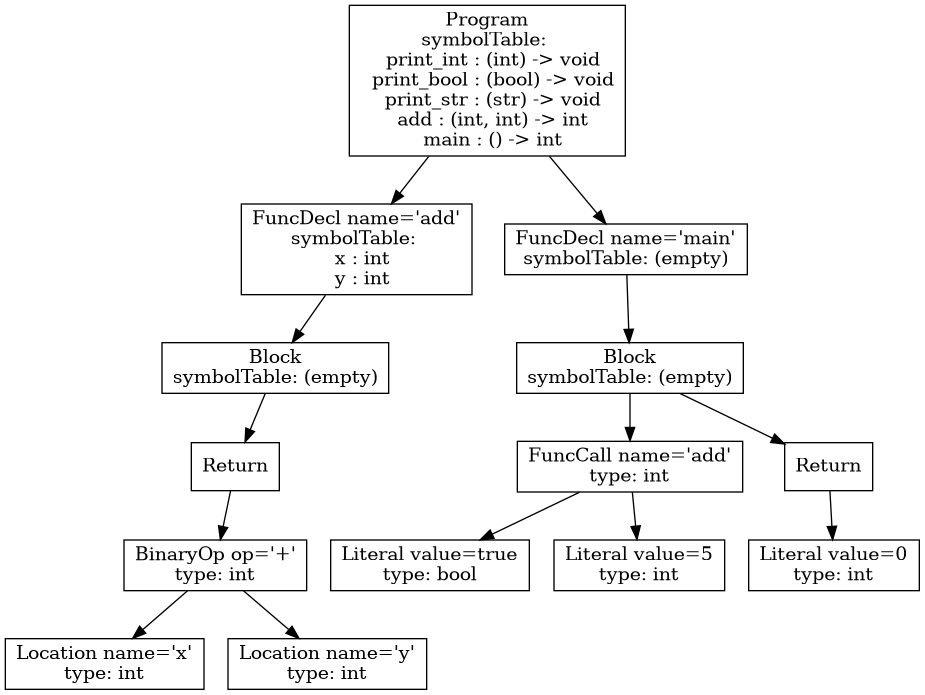 Program
symbolTable:
print_int : (int) -> void
print_bool : (bool) -> void
print_str : (str) -> void
add : (int, int) -> int
main : () -> int
FuncDecl name='add'
symbolTable:
x : int
y : int
FuncDecl name='main'
symbolTable: (empty)
Block
symbolTable: (empty)
Block
symbolTable: (empty)
Return
FuncCall name='add'
type: int
Return
BinaryOp op='+'
type: int
Literal value=true
type: bool
Literal value=5
type: int
Literal value=0
type: int
Location name='x'
type: int
Location name='y'
type: int